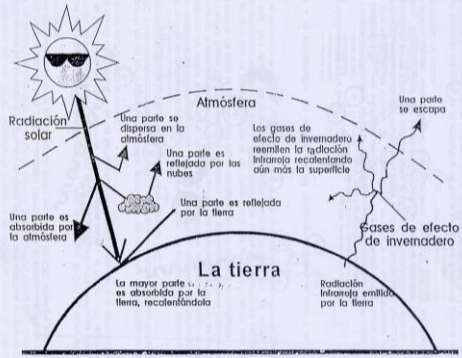 Atmósfera
Radiación
solar
Una parte se
dispersa en la
atmósfera
Una parte es
reflejada por las
nubes
Una parte es
absorbida por
la atmósfera
Una parte es reflejada
por la tierra
La mayor parte
es absorbida por la
tierra, recalentándola
La tierra
Los gases de
efecto de invernadero
reemiten la radiación
infrarroja recalentando
aún más la superficie
Una parte
se escapa
Gases de efecto
de invernadero
Radiación
infrarroja emitido
por la tierra